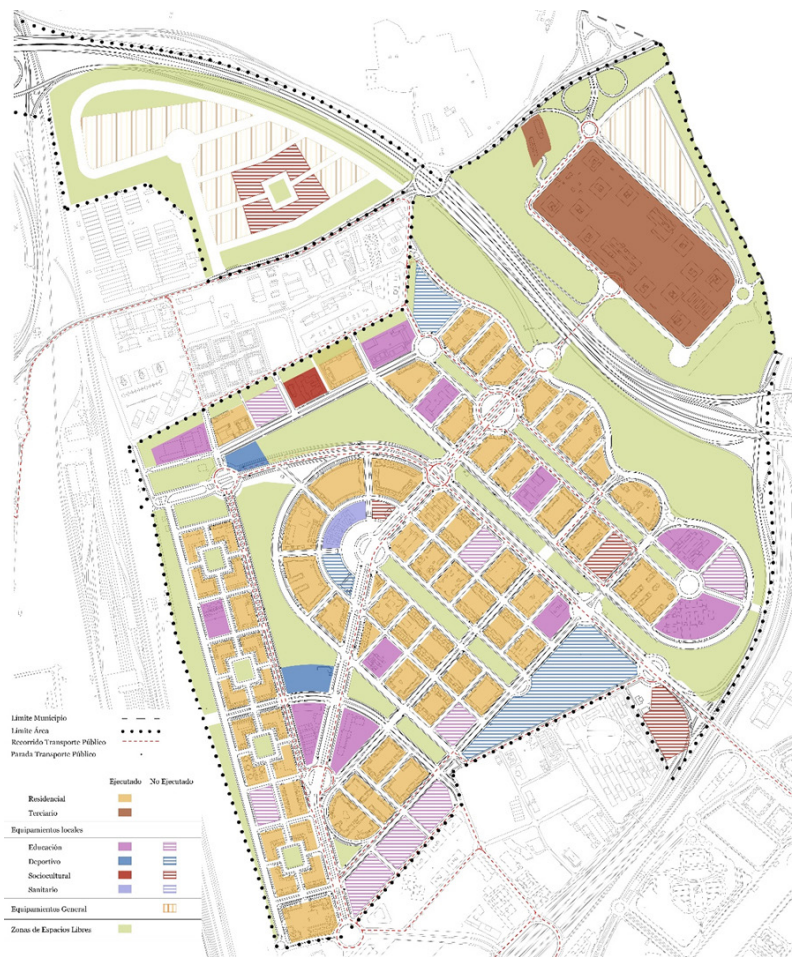 Límite Municipio
Límite Área
Recorrido Transporte Público
Parada Transporte Público
Ejecutado No Ejecutado
Residencial
Terciario
Equipamientos locales
Educación
Deportivo
Sociocultural
Sanitario
Equipamientos General
Zonas de Espacios Libres